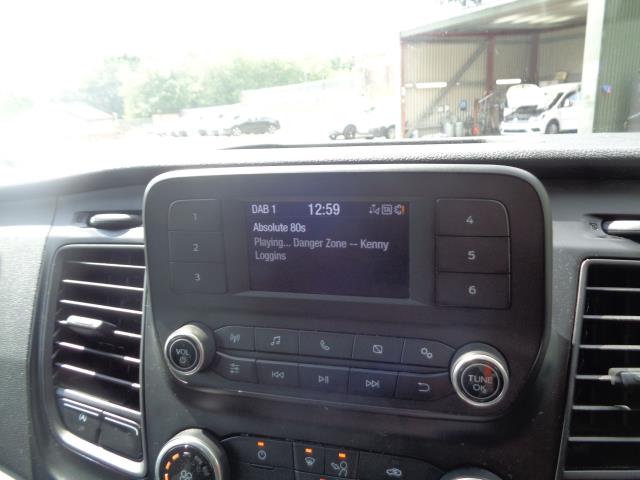 DAB 1 12:59 TA
Absolute 80s
Playing... Danger Zone -- Kenny
Loggins
1
2
3
4
5
6
VOL
TUNE
OK